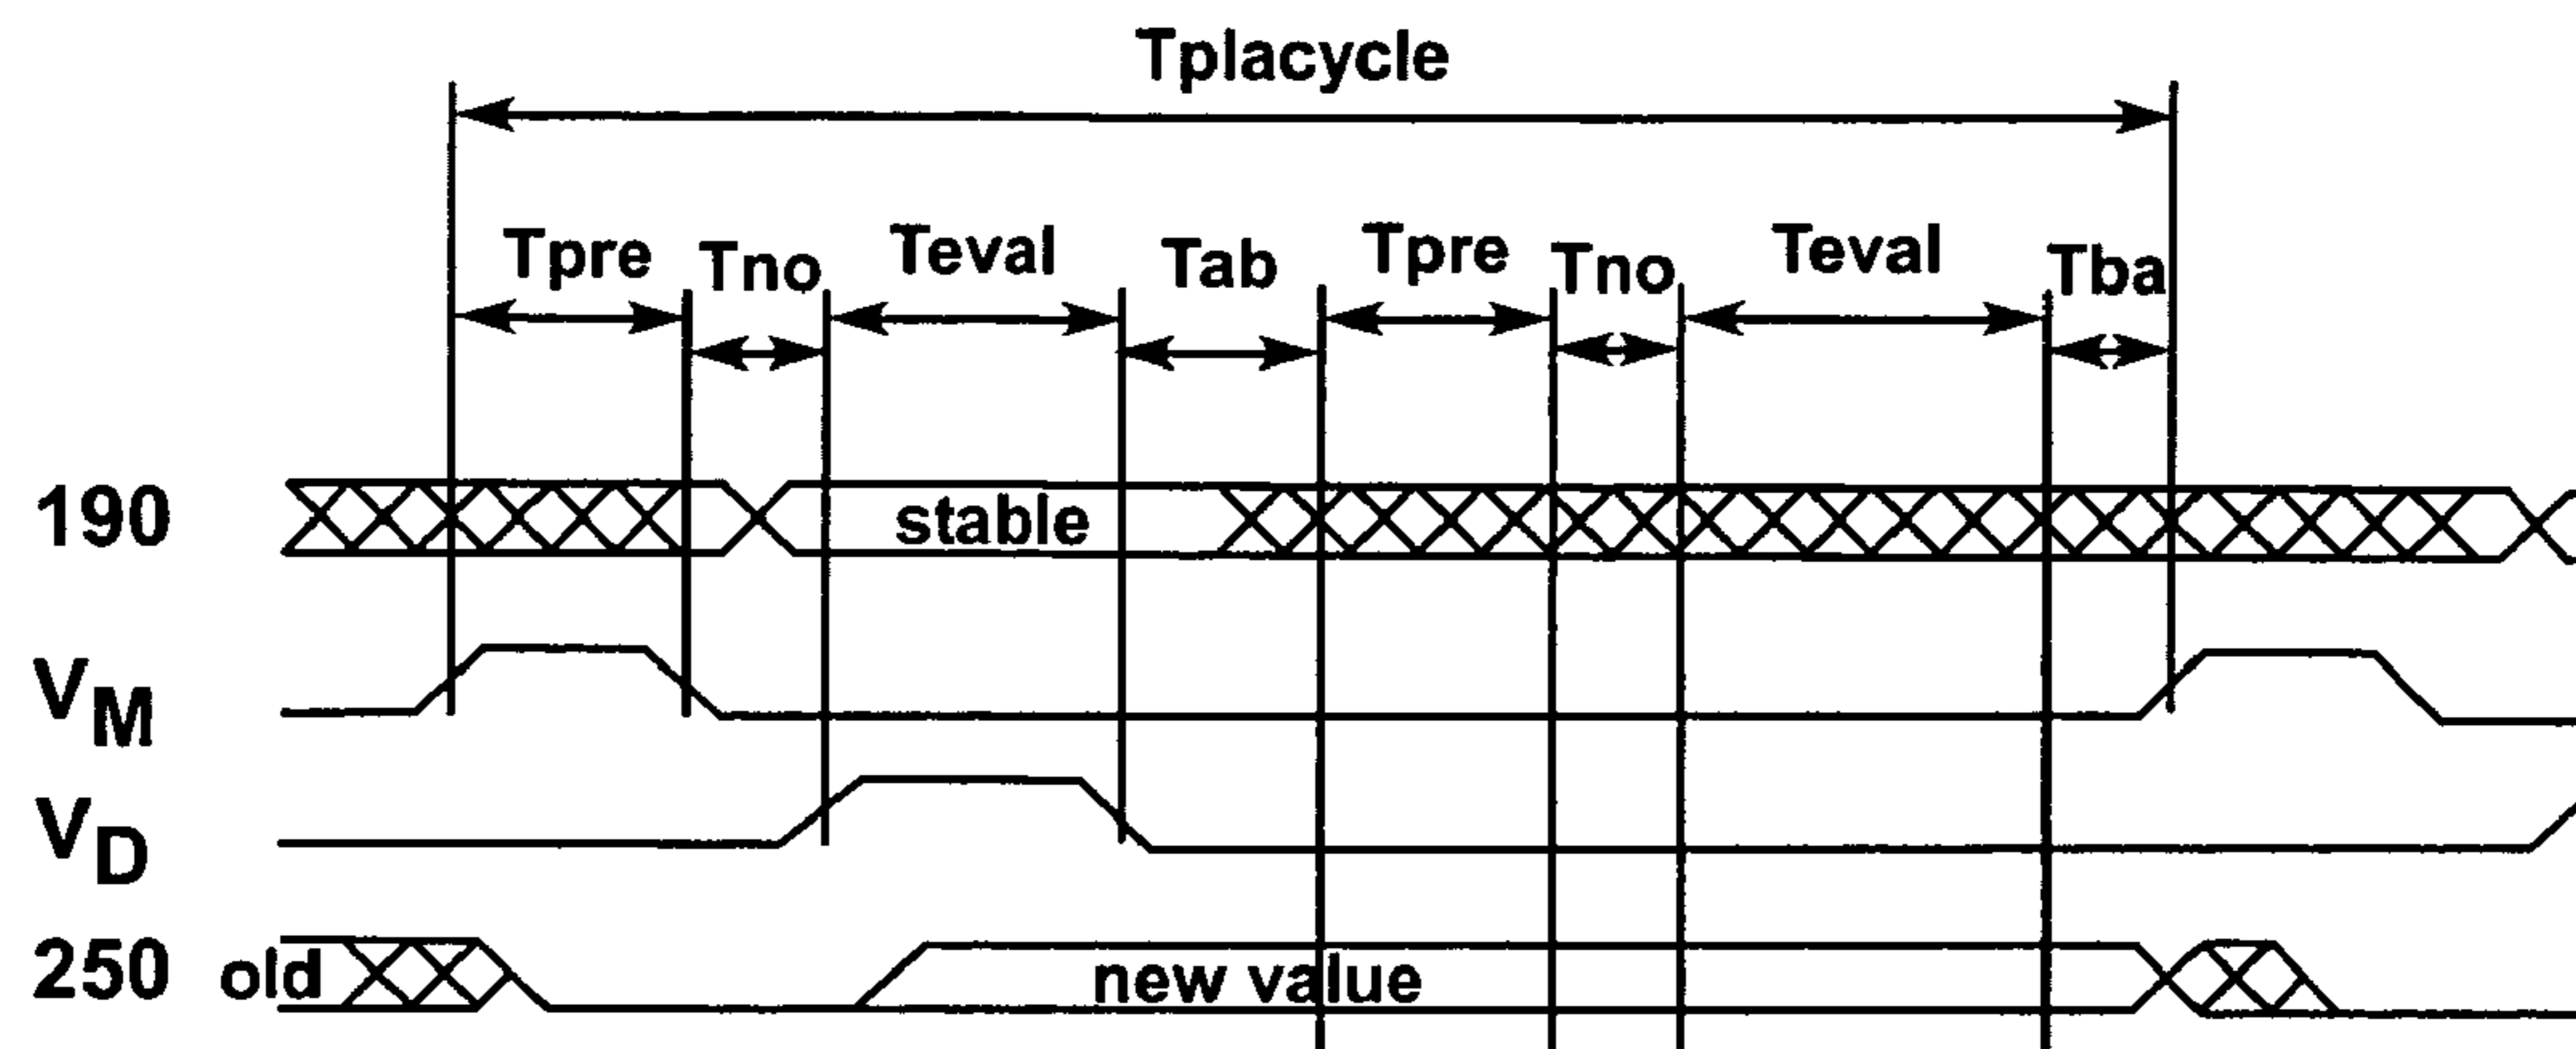 Tplacycle
Tpre Tno Teval Tab Tpre Tno Teval Tba
190 stable
VM
VD
250 old new value